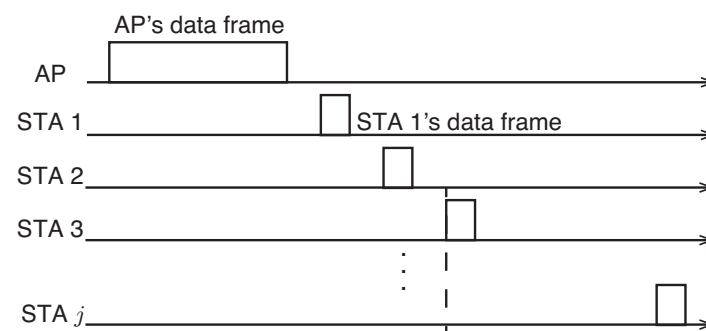 AP's data frame
AP
STA 1
STA 1's data frame
STA 2
STA 3
STA j